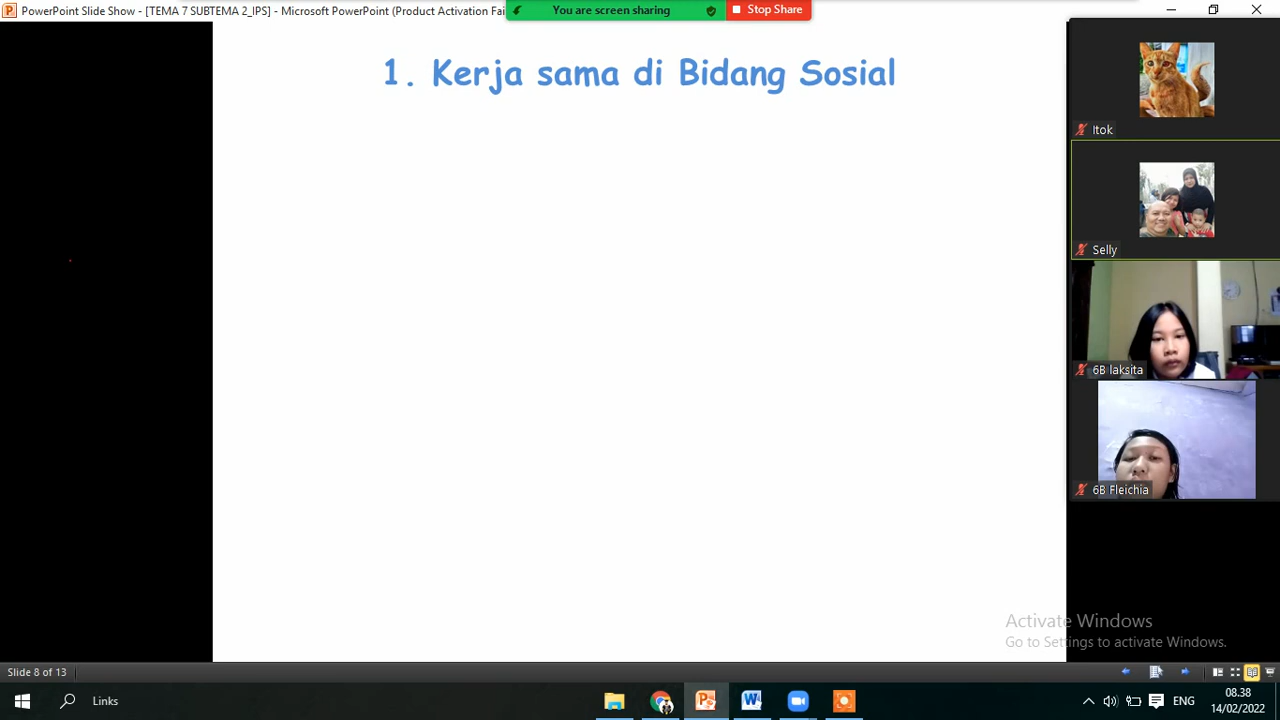 PowerPoint Slide Show - [TEMA 7 SUBTEMA 2_IPS] - Microsoft PowerPoint (Product Activation Fai
You are screen sharing
Stop Share
1. Kerja sama di Bidang Sosial
Itok
Selly
6B laksita
6B Fleichia
Activate Windows
Go to Settings to activate Windows.
Slide 8 of 13
Links
ENG
08.38
14/02/2022